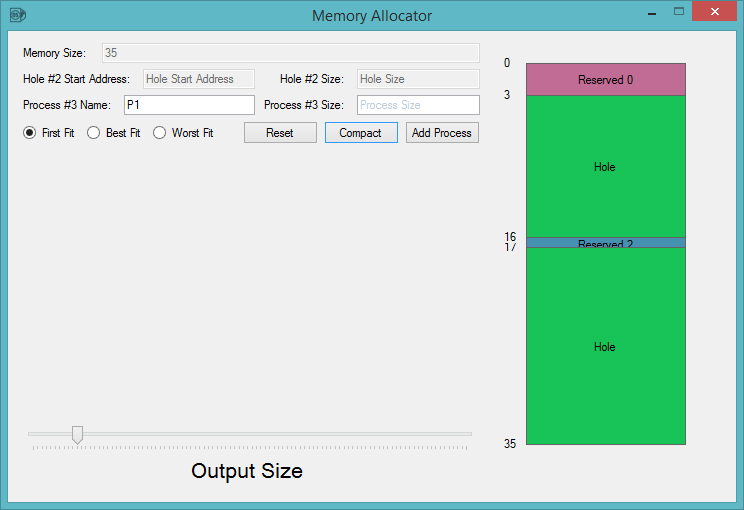 Memory Allocator
Memory Size: 35
Hole #2 Start Address: Hole Start Address Hole #2 Size: Hole Size
Process #3 Name: P1 Process #3 Size: Process Size
First Fit Best Fit Worst Fit Reset Compact Add Process
0
Reserved 0
3
Hole
16
Reserved 2
17
Hole
35
Output Size